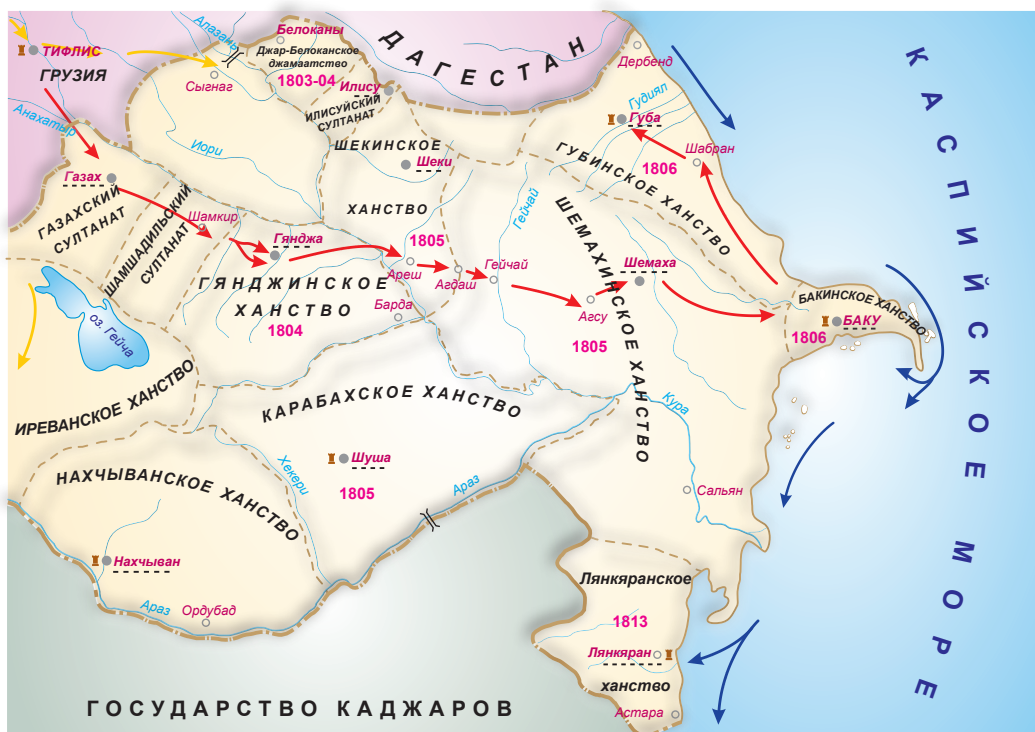 ДАГЕСТАН
Алазань
Белоканы
Джар-Белоканское
джамаатство
1803-04
ТИФЛИС
ГРУЗИЯ
Сыгнаг
Илису
ИЛИСУЙСКИЙ
СУЛТАНАТ
Дербенд
Гудиял
Губа
Анахатыр
Иори
ШЕКИНСКОЕ
Шеки
ХАНСТВО
Шабран
1806
ГУБИНСКОЕ ХАНСТВО
Газах
ГАЗАХСКИЙ
СУЛТАНАТ
ШАМШАДИЛЬСКИЙ
СУЛТАНАТ
Шамкир
Гянджа
ГЯНДЖИНСКОЕ
ХАНСТВО
1804
1805
Ареш
Агдаш
Гейчай
Гейчай
Барда
Шемаха
ШЕМАХИНСКОЕ ХАНСТВО
Агсу
1805
БАКИНСКОЕ ХАНСТВО
БАКУ
1806
КАСПИЙСКОЕ МОРЕ
оз. Гейча
ИРЕВАНСКОЕ ХАНСТВО
КАРАБАХСКОЕ ХАНСТВО
Кура
Шуша
1805
Хекери
Араз
Сальян
НАХЧЫВАНСКОЕ ХАНСТВО
Нахчыван
Араз
Ордубад
Лянкяранское
1813
Лянкяран
ханство
Астара
ГОСУДАРСТВО КАДЖАРОВ